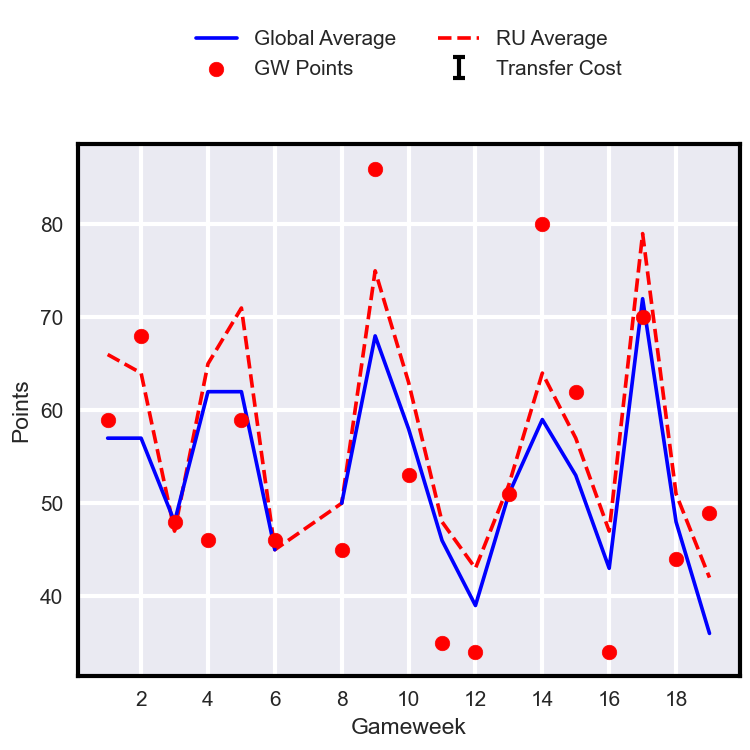 Global Average RU Average
GW Points Transfer Cost
80
70
60
50
40
Points
2 4 6 8 10 12 14 16 18
Gameweek